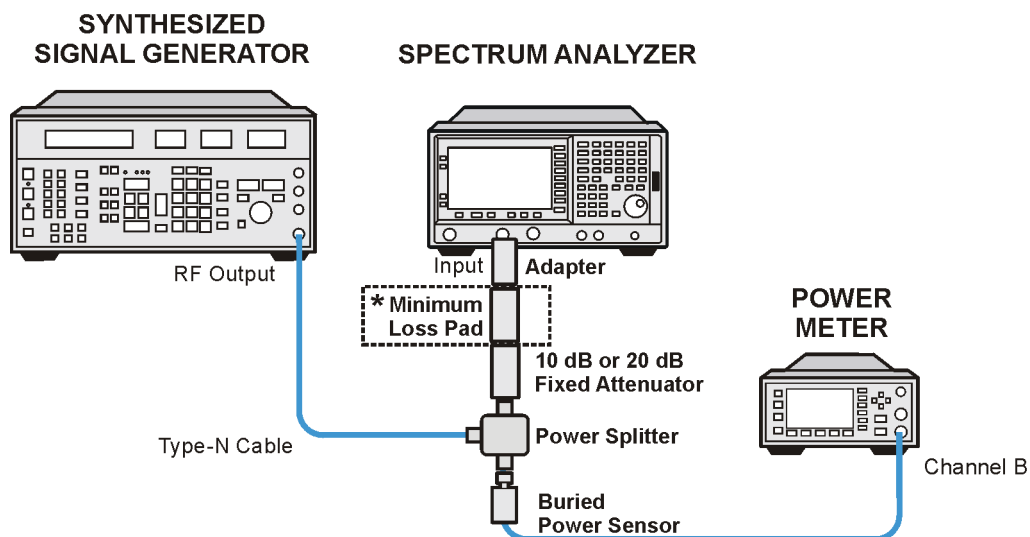 SYNTHESIZED
SIGNAL GENERATOR
SPECTRUM ANALYZER
RF Output
Input
Adapter
* Minimum
Loss Pad
POWER
METER
10 dB or 20 dB
Fixed Attenuator
Type-N Cable
Power Splitter
Channel B
Buried
Power Sensor